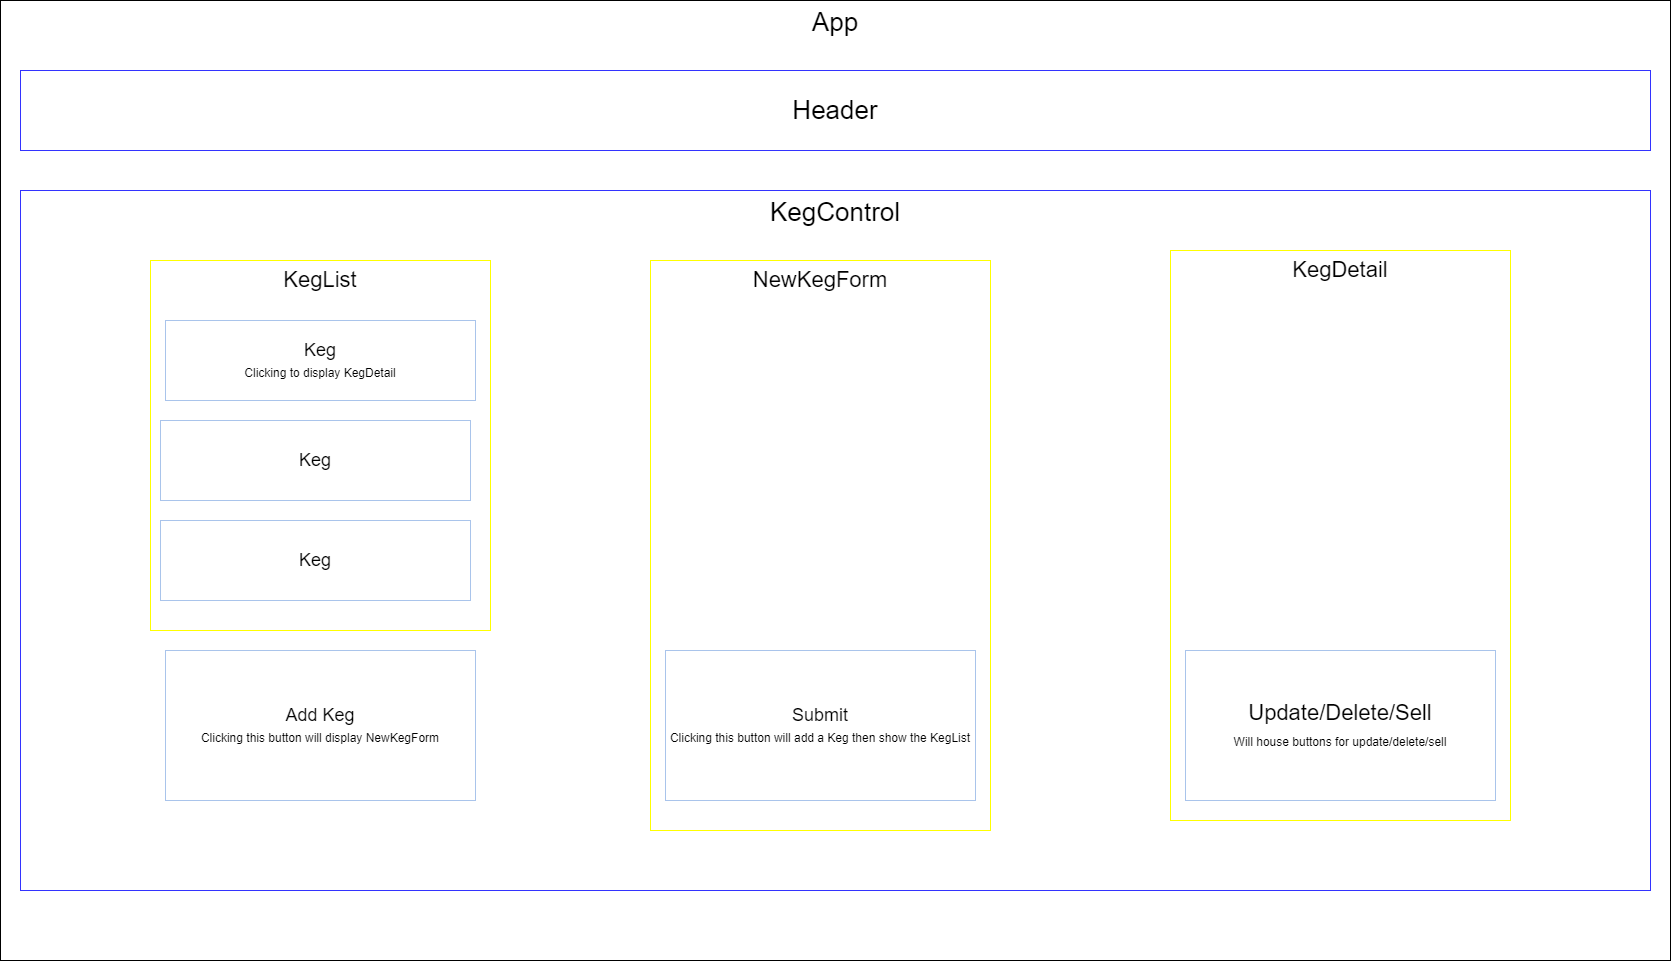 App
Header
KegControl
KegList
Keg
Clicking to display KegDetail
Keg
Keg
Add Keg
Clicking this button will display NewKegForm
NewKegForm
Submit
Clicking this button will add a Keg then show the KegList
KegDetail
Update/Delete/Sell
Will house buttons for update/delete/sell